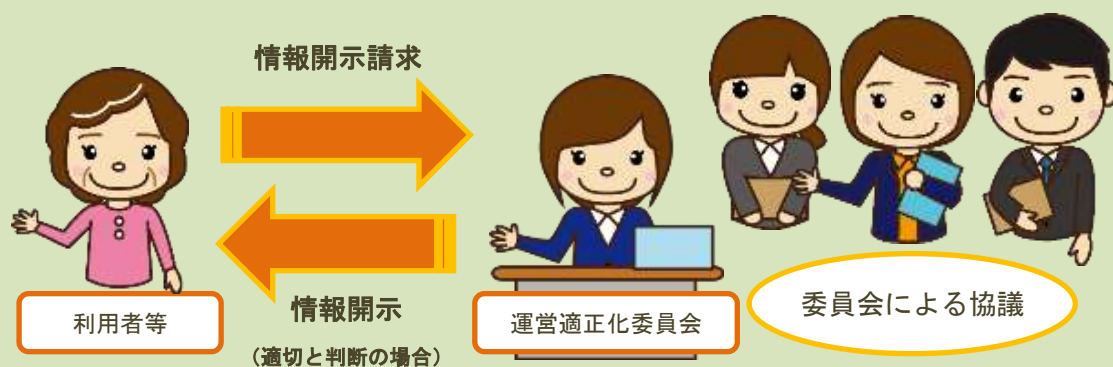 情報開示請求
情報開示
（適切と判断の場合）
利用者等
運営適正化委員会
委員会による協議